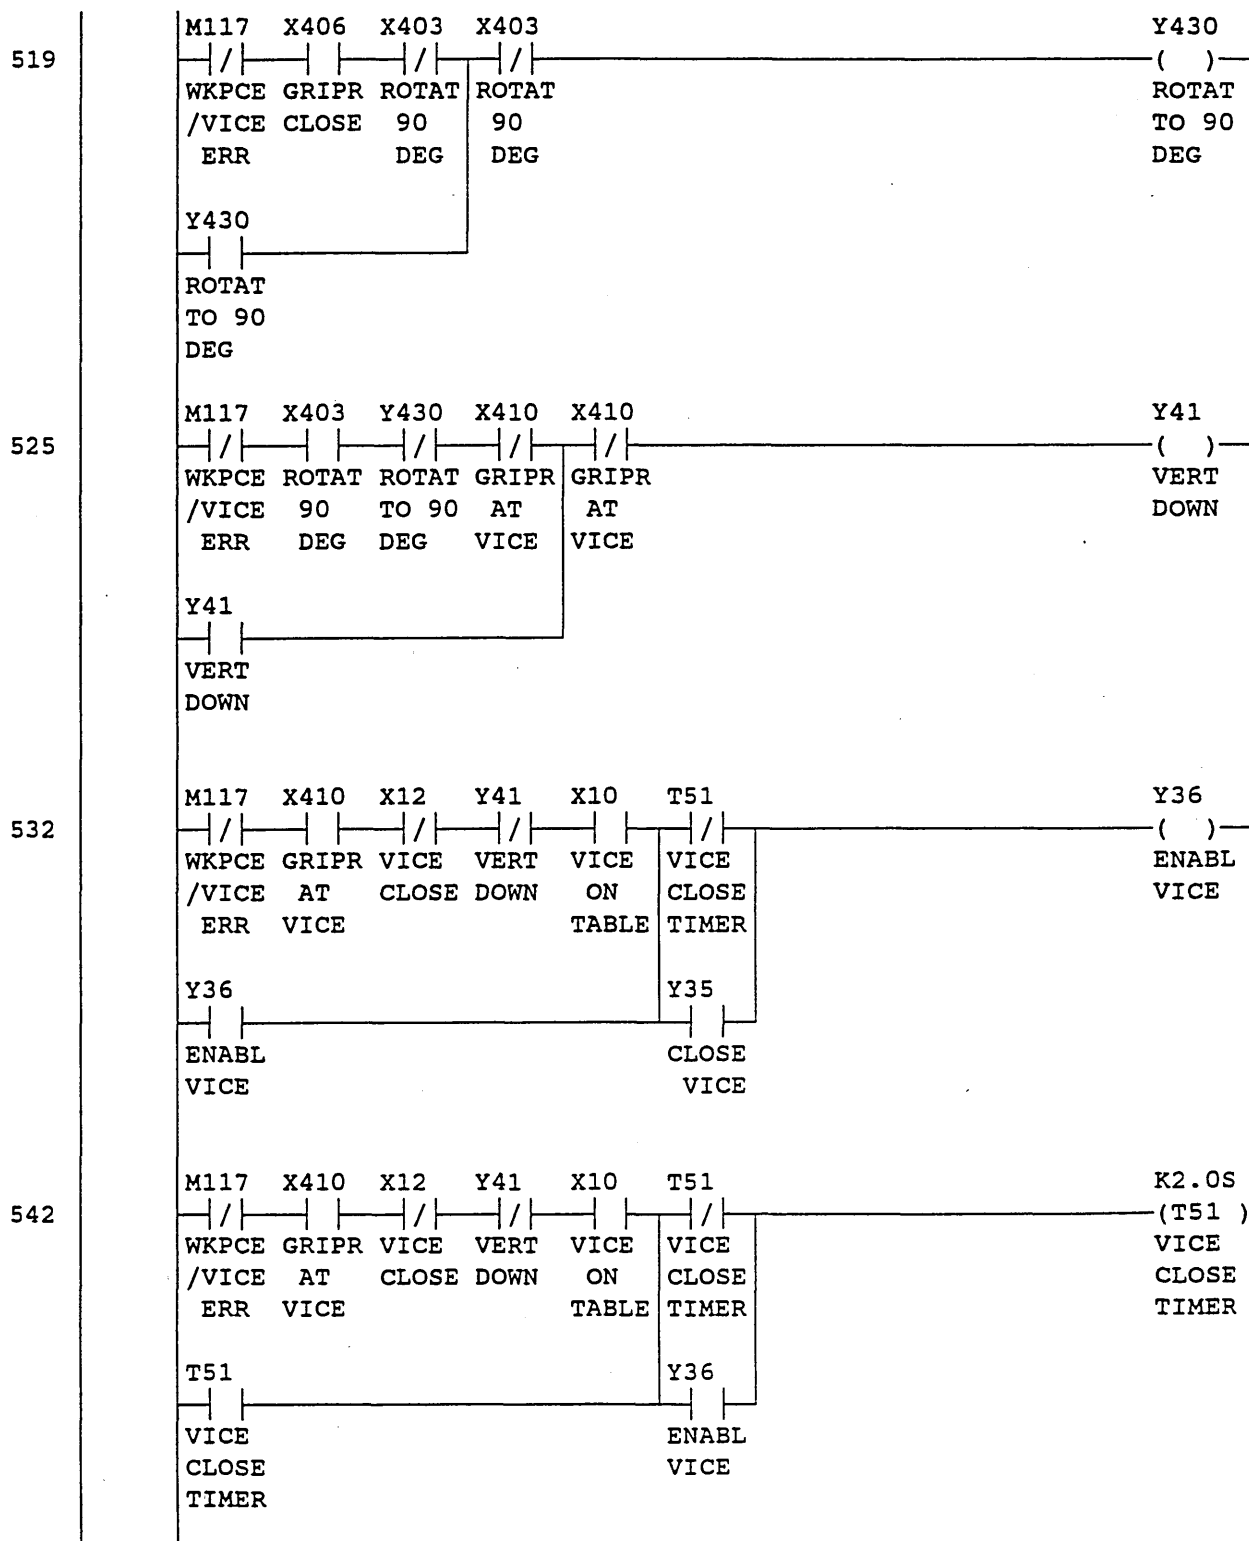 M117 X406 X403 X403 Y430
519 ( )
WKPCE GRIPR ROTAT ROTAT ROTAT
/VICE CLOSE 90 90 TO 90
ERR DEG DEG DEG
Y430
ROTAT
TO 90
DEG
M117 X403 Y430 X410 X410 Y41
525 ( )
WKPCE ROTAT ROTAT GRIPR GRIPR VERT
/VICE 90 TO 90 AT AT DOWN
ERR DEG DEG VICE VICE
Y41
VERT
DOWN
M117 X410 X12 Y41 X10 T51 Y36
532 ( )
WKPCE GRIPR VICE VERT VICE VICE ENABL
/VICE AT CLOSE DOWN ON CLOSE VICE
ERR VICE TABLE TIMER
Y36 Y35
ENABL CLOSE
VICE VICE
M117 X410 X12 Y41 X10 T51 K2.0S
542 (T51 )
WKPCE GRIPR VICE VERT VICE VICE VICE
/VICE AT CLOSE DOWN ON CLOSE CLOSE
ERR VICE TABLE TIMER TIMER
T51 Y36
VICE ENABL
CLOSE VICE
TIMER